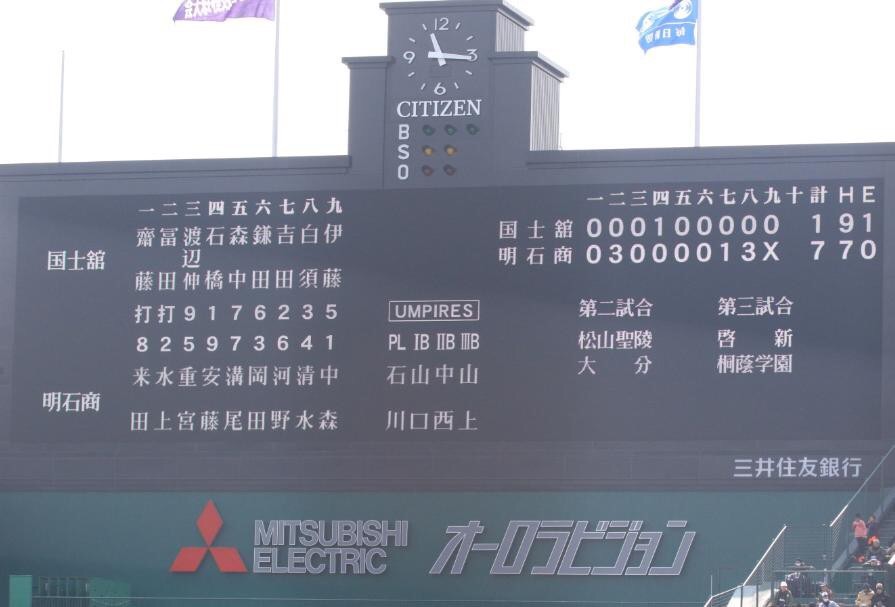 12
9 3
6
CITIZEN
B
S
O
一二三四五六七八九
国士舘
齋冨渡石森鎌吉白伊
辺
藤田伸橋中田田須藤
打打9176235
825973641
明石商
来水重安溝岡河清中
田上宮藤尾田野水森
UMPIRES
PL IB ⅡB ⅢB
石山中山
川口西上
一二三四五六七八九十計HE
国士舘 000100000 1 9 1
明石商 03000013X 7 7 0
第二試合 第三試合
松山聖陵 啓新
大分 桐蔭学園
三井住友銀行
MITSUBISHI
ELECTRIC
オーロラビジョン